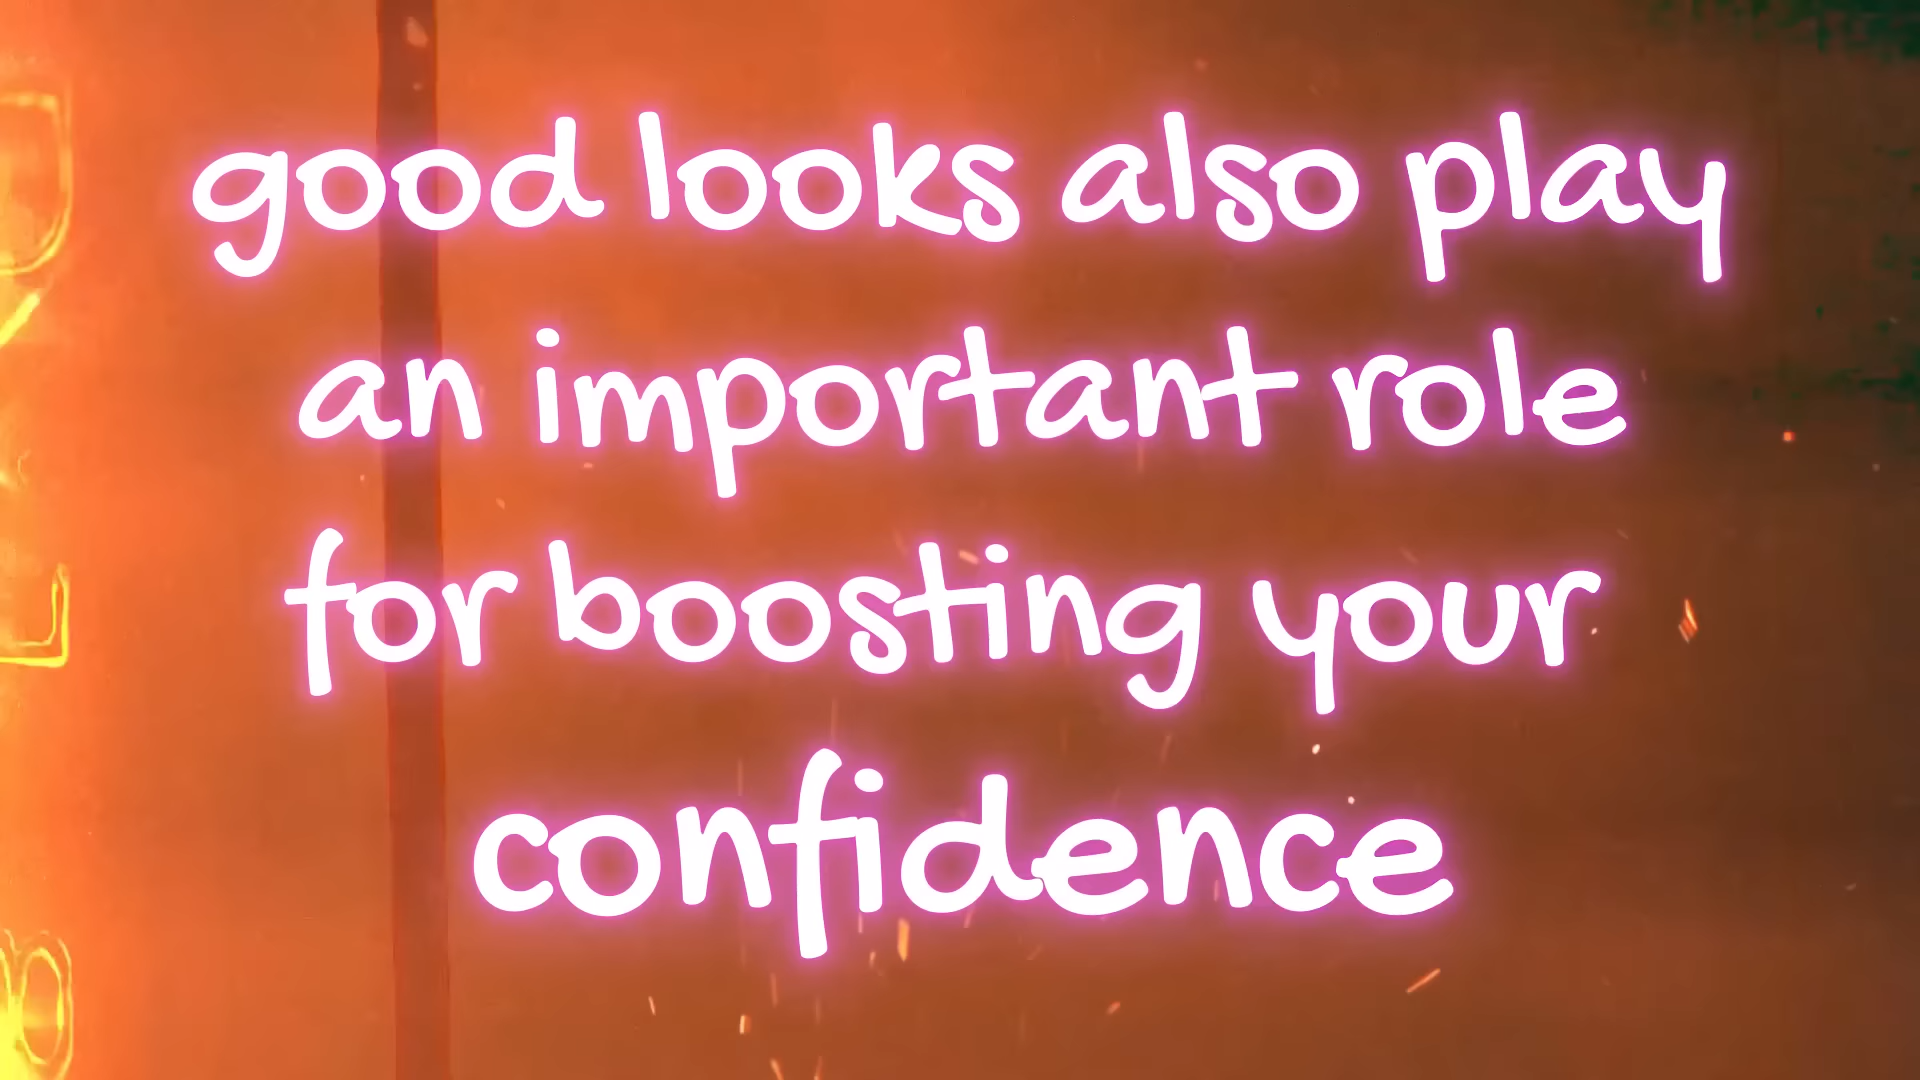 good looks also play
an important role
for boosting your
confidence